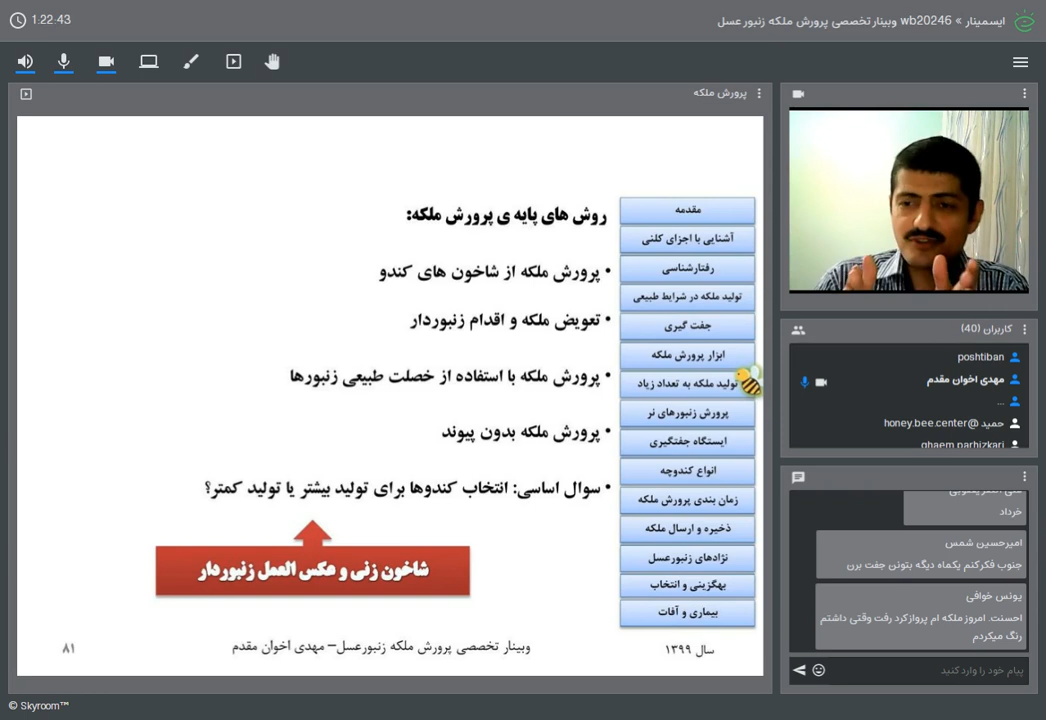 1:22:43
ایسمینار » wb20246 وبینار تخصصی پرورش ملکه زنبور عسل
پرورش ملکه
روش های پایه ی پرورش ملکه:
• پرورش ملکه از شاخون های کندو
• تعویض ملکه و اقدام زنبوردار
• پرورش ملکه با استفاده از خصلت طبیعی زنبورها
• پرورش ملکه بدون پیوند
• سوال اساسی: انتخاب کندوها برای تولید بیشتر یا تولید کمتر؟
شاخون زنی و عکس العمل زنبوردار
مقدمه
آشنایی با اجزای کلنی
رفتارشناسی
تولید ملکه در شرایط طبیعی
جفت گیری
ابزار پرورش ملکه
تولید ملکه به تعداد زیاد
پرورش زنبورهای نر
ایستگاه جفتگیری
انواع کندوچه
زمان بندی پرورش ملکه
ذخیره و ارسال ملکه
نژادهای زنبورعسل
بهگزینی و انتخاب
بیماری و آفات
سال ۱۳۹۹
وبینار تخصصی پرورش ملکه زنبورعسل– مهدی اخوان مقدم
۸۱
کاربران (40)
poshtiban
مهدی اخوان مقدم
...
حمید @honey.bee.center
ghaem parhizkari
خرداد
امیرحسین شمس
جنوب فکرکنم یکماه دیگه بتونن جفت برن
یونس خوافی
احسنت. امروز ملکه ام پروازکرد رفت وقتی داشتم
رنگ میکردم
پیام خود را وارد کنید
© Skyroom™